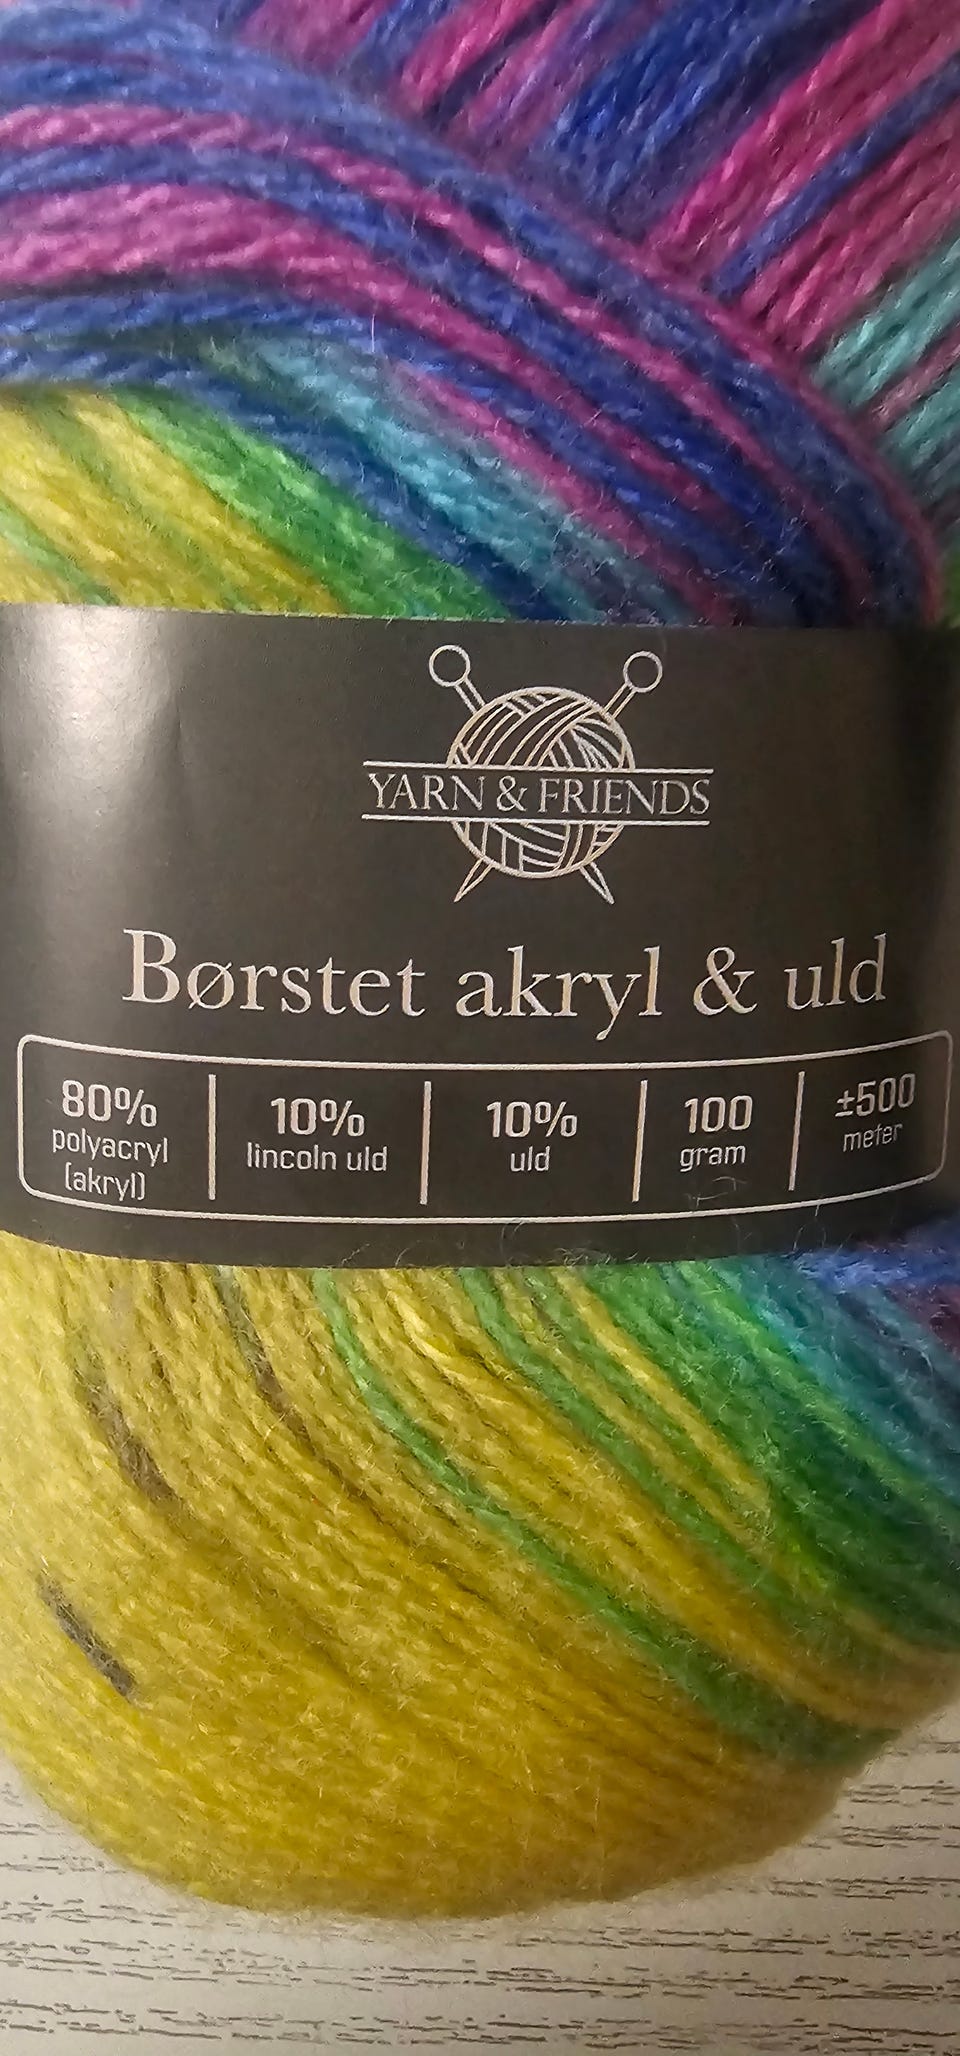 YARN & FRIENDS
Børstet akryl & uld
80%
polyacryl
(akryl)
10%
lincoln uld
10%
uld
100
gram
±500
meter